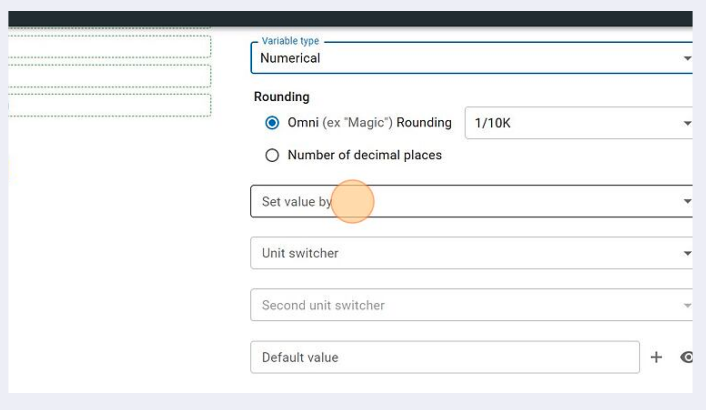 Variable type
Numerical
Rounding
Omni (ex "Magic") Rounding 1/10K
Number of decimal places
Set value by
Unit switcher
Second unit switcher
Default value